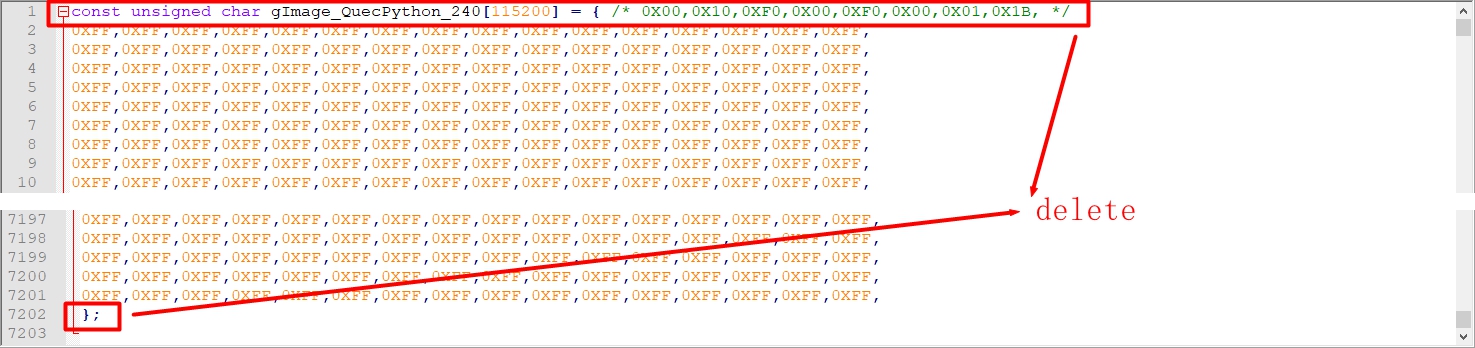 1 const unsigned char gImage_QuecPython_240[115200] = { /* 0X00,0X10,0XF0,0X00,0XF0,0X00,0X01,0X1B, */
2 0XFF,0XFF,0XFF,0XFF,0XFF,0XFF,0XFF,0XFF,0XFF,0XFF,0XFF,0XFF,0XFF,0XFF,0XFF,0XFF,
3 0XFF,0XFF,0XFF,0XFF,0XFF,0XFF,0XFF,0XFF,0XFF,0XFF,0XFF,0XFF,0XFF,0XFF,0XFF,0XFF,
4 0XFF,0XFF,0XFF,0XFF,0XFF,0XFF,0XFF,0XFF,0XFF,0XFF,0XFF,0XFF,0XFF,0XFF,0XFF,0XFF,
5 0XFF,0XFF,0XFF,0XFF,0XFF,0XFF,0XFF,0XFF,0XFF,0XFF,0XFF,0XFF,0XFF,0XFF,0XFF,0XFF,
6 0XFF,0XFF,0XFF,0XFF,0XFF,0XFF,0XFF,0XFF,0XFF,0XFF,0XFF,0XFF,0XFF,0XFF,0XFF,0XFF,
7 0XFF,0XFF,0XFF,0XFF,0XFF,0XFF,0XFF,0XFF,0XFF,0XFF,0XFF,0XFF,0XFF,0XFF,0XFF,0XFF,
8 0XFF,0XFF,0XFF,0XFF,0XFF,0XFF,0XFF,0XFF,0XFF,0XFF,0XFF,0XFF,0XFF,0XFF,0XFF,0XFF,
9 0XFF,0XFF,0XFF,0XFF,0XFF,0XFF,0XFF,0XFF,0XFF,0XFF,0XFF,0XFF,0XFF,0XFF,0XFF,0XFF,
10 0XFF,0XFF,0XFF,0XFF,0XFF,0XFF,0XFF,0XFF,0XFF,0XFF,0XFF,0XFF,0XFF,0XFF,0XFF,0XFF,
7197 0XFF,0XFF,0XFF,0XFF,0XFF,0XFF,0XFF,0XFF,0XFF,0XFF,0XFF,0XFF,0XFF,0XFF,0XFF,0XFF,
7198 0XFF,0XFF,0XFF,0XFF,0XFF,0XFF,0XFF,0XFF,0XFF,0XFF,0XFF,0XFF,0XFF,0XFF,0XFF,0XFF,
7199 0XFF,0XFF,0XFF,0XFF,0XFF,0XFF,0XFF,0XFF,0XFF,0XFF,0XFF,0XFF,0XFF,0XFF,0XFF,0XFF,
7200 0XFF,0XFF,0XFF,0XFF,0XFF,0XFF,0XFF,0XFF,0XFF,0XFF,0XFF,0XFF,0XFF,0XFF,0XFF,0XFF,
7201 0XFF,0XFF,0XFF,0XFF,0XFF,0XFF,0XFF,0XFF,0XFF,0XFF,0XFF,0XFF,0XFF,0XFF,0XFF,0XFF,
7202 };
7203
delete